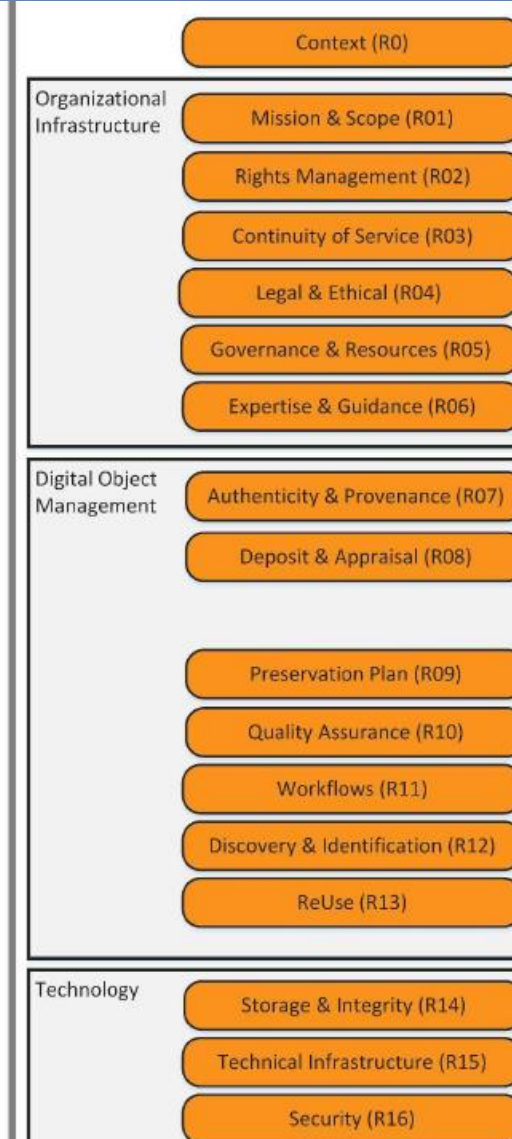 Context (R0)
Organizational
Infrastructure
Mission & Scope (R01)
Rights Management (R02)
Continuity of Service (R03)
Legal & Ethical (R04)
Governance & Resources (R05)
Expertise & Guidance (R06)
Digital Object
Management
Authenticity & Provenance (R07)
Deposit & Appraisal (R08)
Preservation Plan (R09)
Quality Assurance (R10)
Workflows (R11)
Discovery & Identification (R12)
ReUse (R13)
Technology
Storage & Integrity (R14)
Technical Infrastructure (R15)
Security (R16)